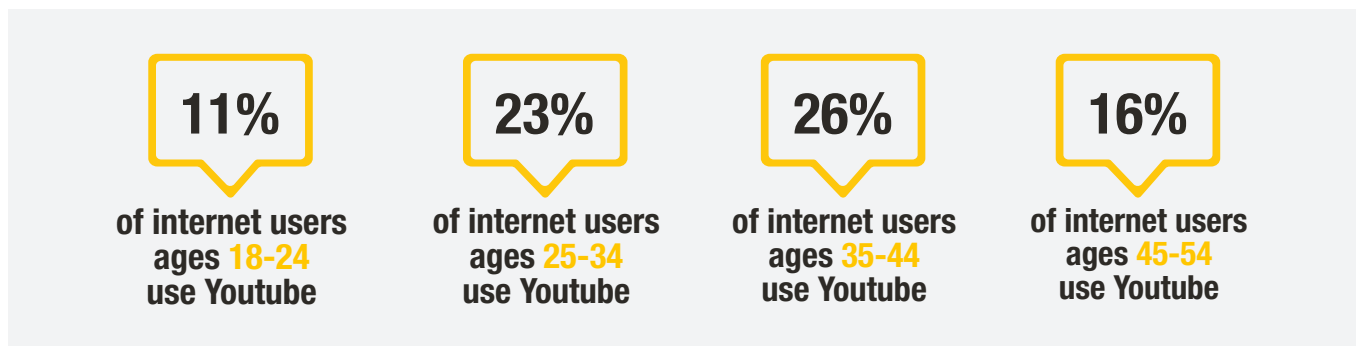 11%
of internet users
ages 18-24
use Youtube
23%
of internet users
ages 25-34
use Youtube
26%
of internet users
ages 35-44
use Youtube
16%
of internet users
ages 45-54
use Youtube